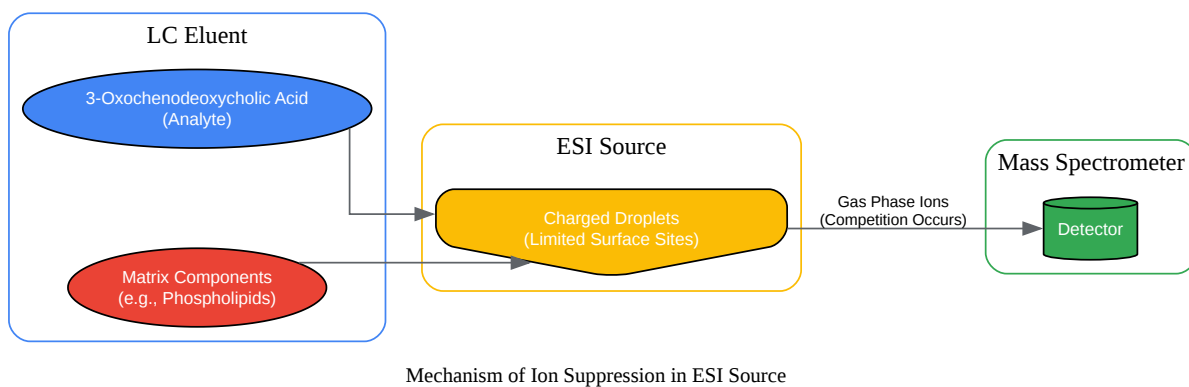 LC Eluent
3-Oxochenodeoxycholic Acid
(Analyte)
Matrix Components
(e.g., Phospholipids)
ESI Source
Charged Droplets
(Limited Surface Sites)
Gas Phase Ions
(Competition Occurs)
Mass Spectrometer
Detector
Mechanism of Ion Suppression in ESI Source